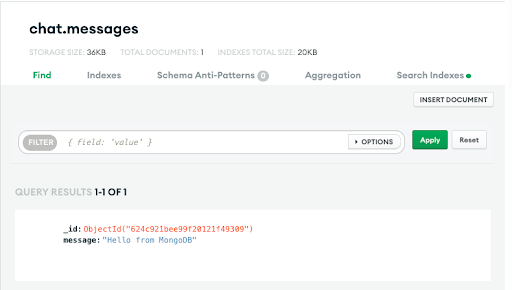 chat.messages
STORAGE SIZE: 36KB TOTAL DOCUMENTS: 1 INDEXES TOTAL SIZE: 20KB
Find Indexes Schema Anti-Patterns 0 Aggregation Search Indexes
INSERT DOCUMENT
FILTER { field: 'value' } OPTIONS Apply Reset
QUERY RESULTS 1-1 OF 1
_id: ObjectId("624c921bee99f20121f49309")
message: "Hello from MongoDB"